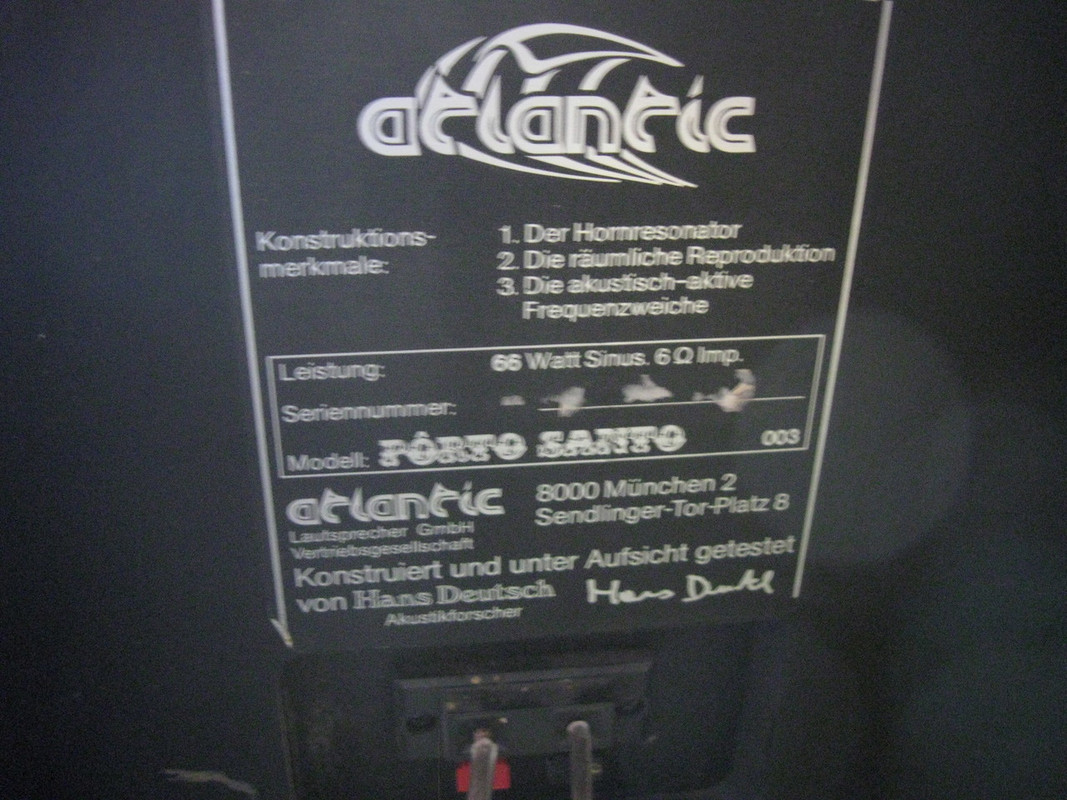 atlantic
Konstruktions-
merkmale:
1. Der Hornresonator
2. Die räumliche Reproduktion
3. Die akustisch-aktive
Frequenzweiche
Leistung: 66 Watt Sinus. 6 Ω Imp.
Seriennummer:
Modell: PÔRTO SANTO 003
atlantic
Lautsprecher GmbH
Vertriebsgesellschaft
8000 München 2
Sendlinger-Tor-Platz 8
Konstruiert und unter Aufsicht getestet
von Hans Deutsch
Akustikforscher